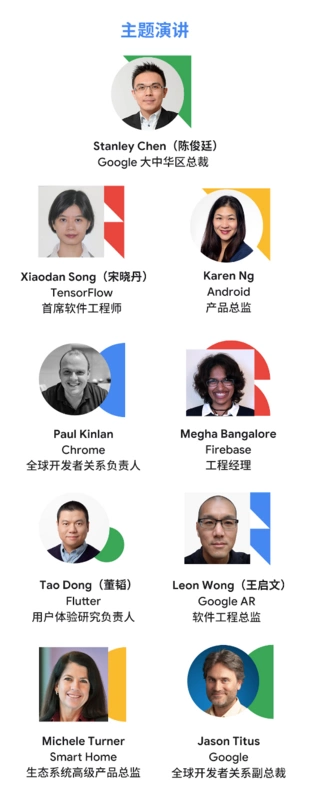 主题演讲
Stanley Chen（陈俊廷）
Google 大中华区总裁
Xiaodan Song（宋晓丹）
TensorFlow
首席软件工程师
Karen Ng
Android
产品总监
Paul Kinlan
Chrome
全球开发者关系负责人
Megha Bangalore
Firebase
工程经理
Tao Dong（董韬）
Flutter
用户体验研究负责人
Leon Wong（王启文）
Google AR
软件工程总监
Michele Turner
Smart Home
生态系统高级产品总监
Jason Titus
Google
全球开发者关系副总裁